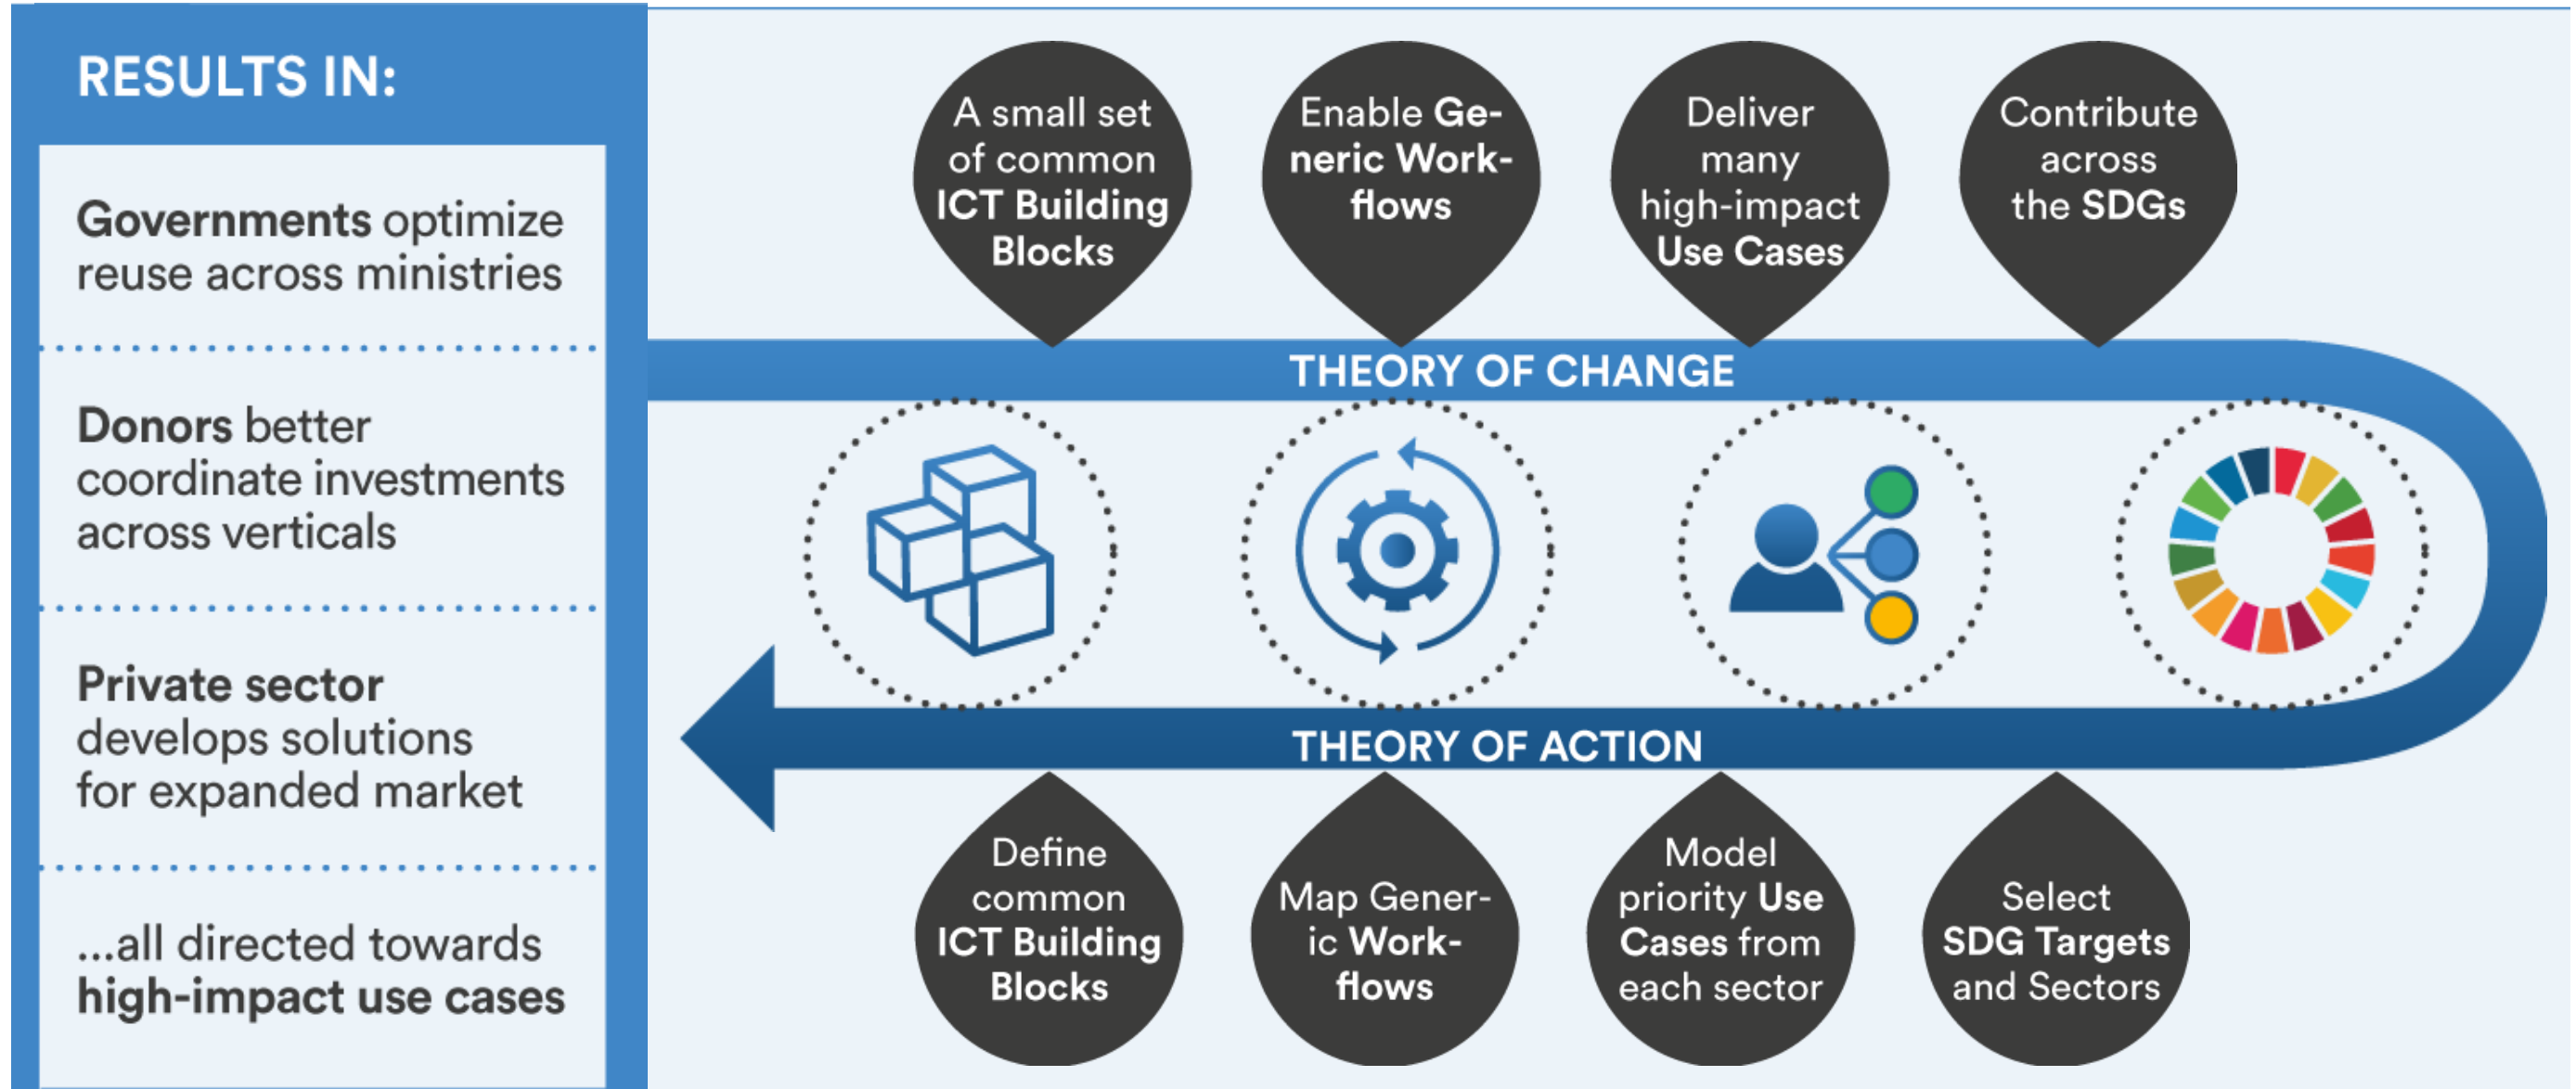 RESULTS IN:
Governments optimize
reuse across ministries
Donors better
coordinate investments
across verticals
Private sector
develops solutions
for expanded market
...all directed towards
high-impact use cases
A small set
of common
ICT Building
Blocks
Enable Ge-
neric Work-
flows
Deliver
many
high-impact
Use Cases
Contribute
across
the SDGs
THEORY OF CHANGE
THEORY OF ACTION
Define
common
ICT Building
Blocks
Map Gener-
ic Work-
flows
Model
priority Use
Cases from
each sector
Select
SDG Targets
and Sectors